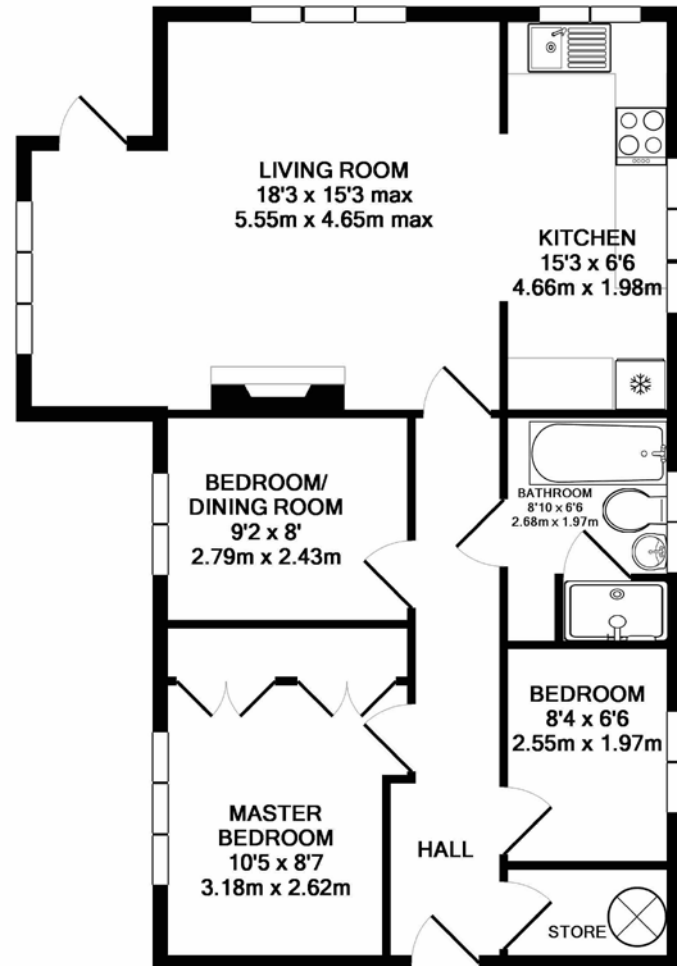 LIVING ROOM
18'3 x 15'3 max
5.55m x 4.65m max
KITCHEN
15'3 x 6'6
4.66m x 1.98m
BEDROOM/
DINING ROOM
9'2 x 8'
2.79m x 2.43m
BATHROOM
8'10 x 6'6
2.68m x 1.97m
BEDROOM
8'4 x 6'6
2.55m x 1.97m
MASTER
BEDROOM
10'5 x 8'7
3.18m x 2.62m
HALL
STORE